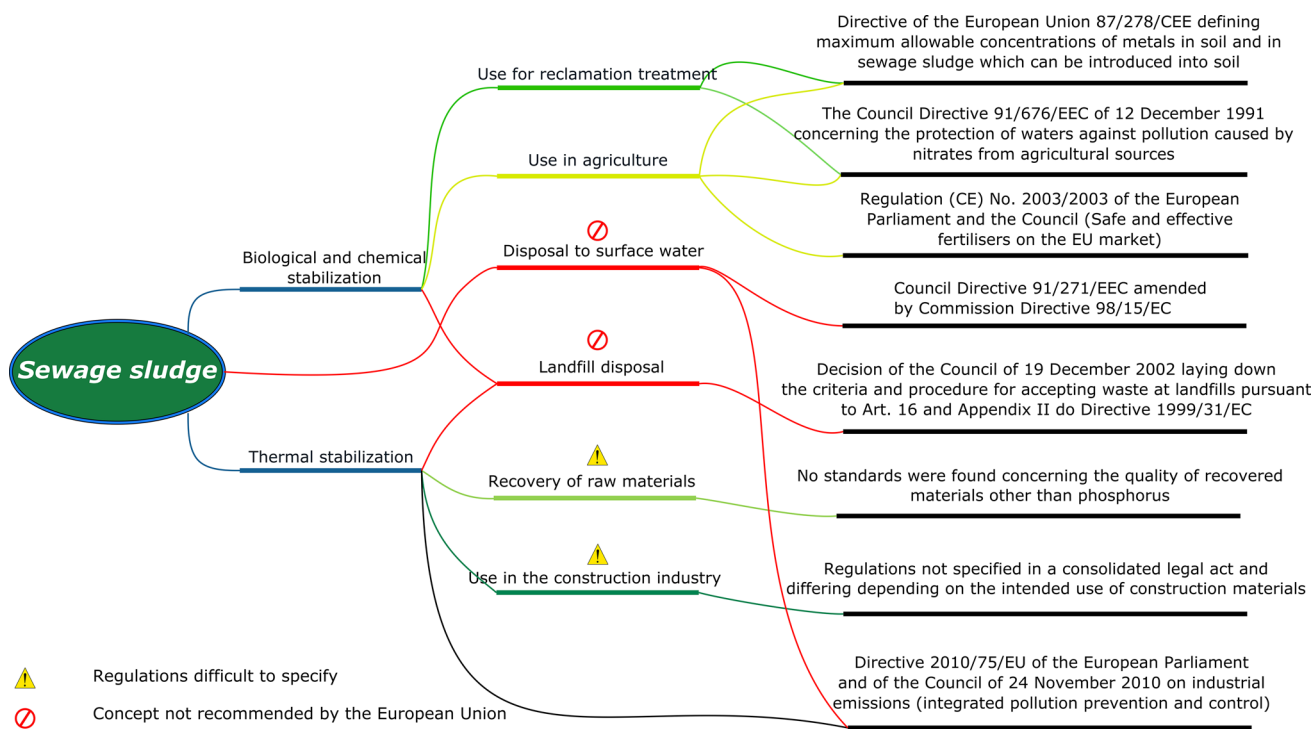 Sewage sludge
Biological and chemical
stabilization
Thermal stabilization
Use for reclamation treatment
Use in agriculture
Disposal to surface water
Landfill disposal
Recovery of raw materials
Use in the construction industry
Directive of the European Union 87/278/CEE defining
maximum allowable concentrations of metals in soil and in
sewage sludge which can be introduced into soil
The Council Directive 91/676/EEC of 12 December 1991
concerning the protection of waters against pollution caused by
nitrates from agricultural sources
Regulation (CE) No. 2003/2003 of the European
Parliament and the Council (Safe and effective
fertilisers on the EU market)
Council Directive 91/271/EEC amended
by Commission Directive 98/15/EC
Decision of the Council of 19 December 2002 laying down
the criteria and procedure for accepting waste at landfills pursuant
to Art. 16 and Appendix II do Directive 1999/31/EC
No standards were found concerning the quality of recovered
materials other than phosphorus
Regulations not specified in a consolidated legal act and
differing depending on the intended use of construction materials
Directive 2010/75/EU of the European Parliament
and of the Council of 24 November 2010 on industrial
emissions (integrated pollution prevention and control)
Regulations difficult to specify
Concept not recommended by the European Union